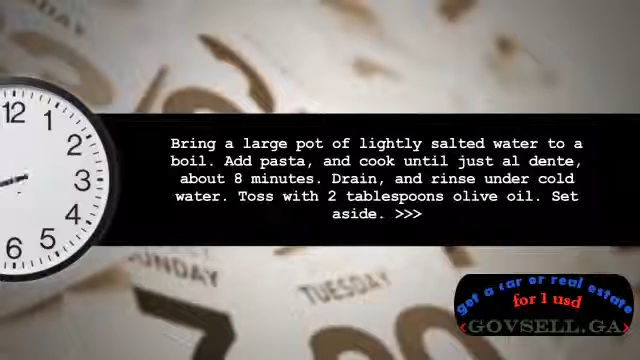 12
1
2
3
4
5
6
Bring a large pot of lightly salted water to a
boil. Add pasta, and cook until just al dente,
about 8 minutes. Drain, and rinse under cold
water. Toss with 2 tablespoons olive oil. Set
aside. >>>
SUNDAY
TUESDAY
get a car or real estate
for 1 usd
GOVSELL.GA